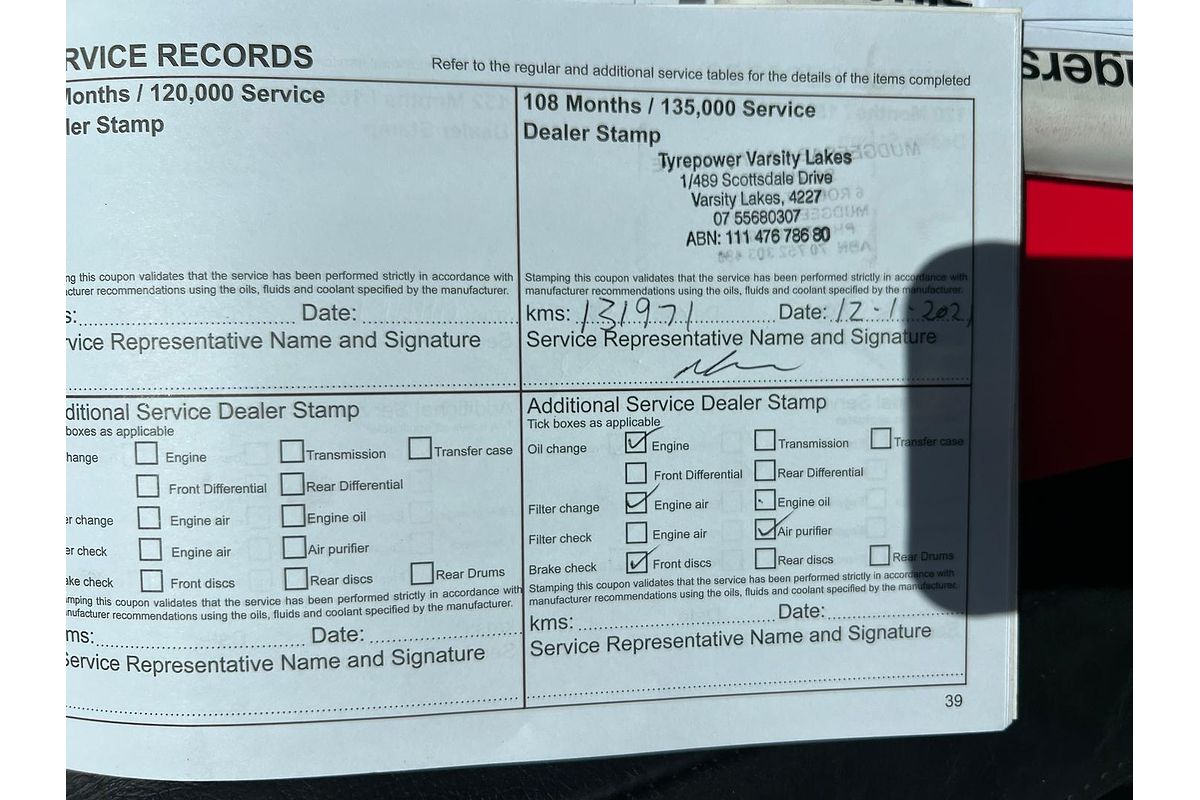 RVICE RECORDS
Refer to the regular and additional service tables for the details of the items completed
onths / 120,000 Service
ler Stamp
ng this coupon validates that the service has been performed strictly in accordance with
cturer recommendations using the oils, fluids and coolant specified by the manufacturer.
s: Date:
vice Representative Name and Signature
ditional Service Dealer Stamp
boxes as applicable
hange Engine Transmission Transfer case
Front Differential Rear Differential
er change Engine air Engine oil
er check Engine air Air purifier
ake check Front discs Rear discs Rear Drums
mping this coupon validates that the service has been performed strictly in accordance with
nufacturer recommendations using the oils, fluids and coolant specified by the manufacturer.
ms: Date:
Service Representative Name and Signature
108 Months / 135,000 Service
Dealer Stamp
Tyrepower Varsity Lakes
1/489 Scottsdale Drive
Varsity Lakes, 4227
07 55680307
ABN: 111 476 786 80
Stamping this coupon validates that the service has been performed strictly in accordance with
manufacturer recommendations using the oils, fluids and coolant specified by the manufacturer.
kms: 131971 Date: 12-1-2021
Service Representative Name and Signature
Additional Service Dealer Stamp
Tick boxes as applicable
Oil change Engine Transmission Transfer case
Front Differential Rear Differential
Filter change Engine air Engine oil
Filter check Engine air Air purifier
Brake check Front discs Rear discs Rear Drums
Stamping this coupon validates that the service has been performed strictly in accordance with
manufacturer recommendations using the oils, fluids and coolant specified by the manufacturer.
kms: Date:
Service Representative Name and Signature
39